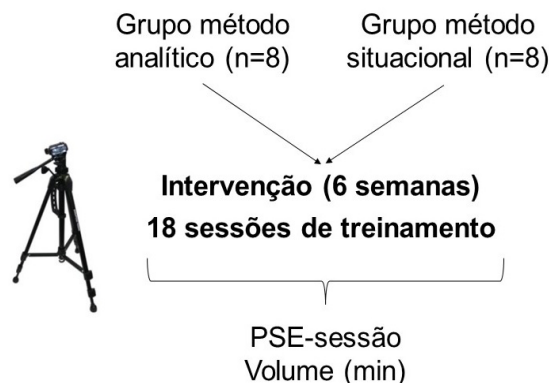 Grupo método
analítico (n=8)
Grupo método
situacional (n=8)
Intervenção (6 semanas)
18 sessões de treinamento
PSE-sessão
Volume (min)